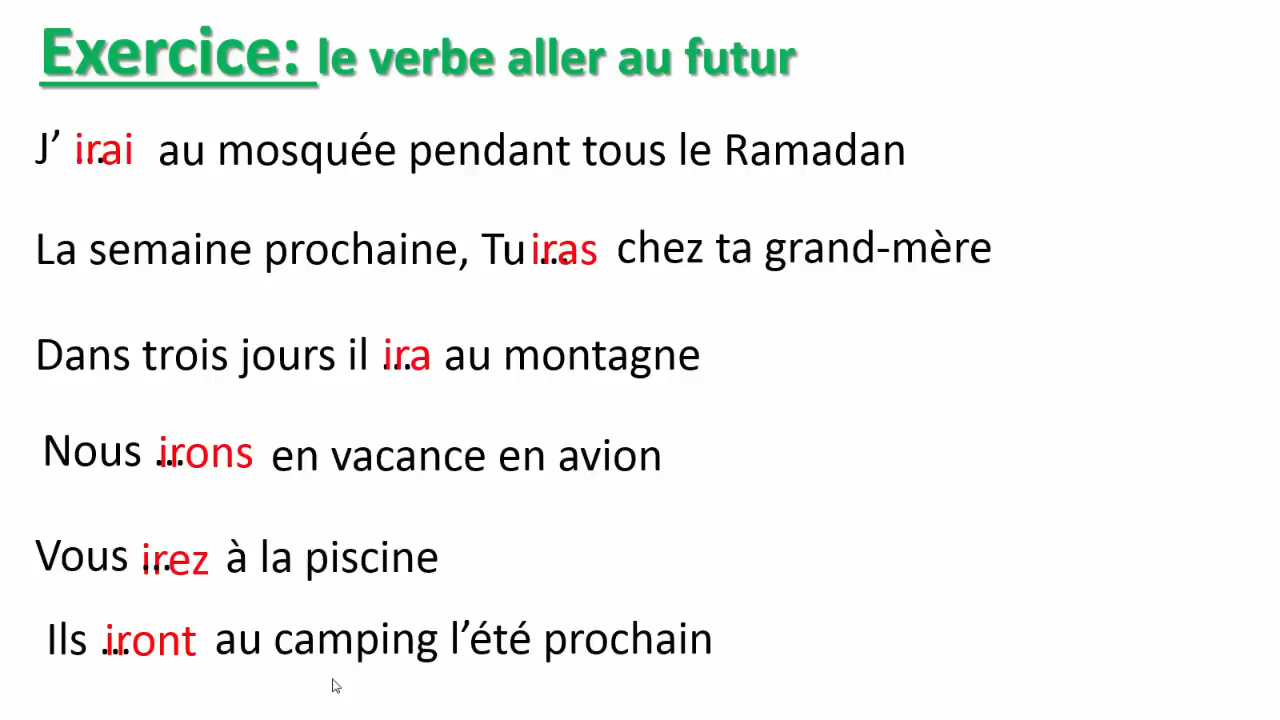 Exercice: le verbe aller au futur
J’ irai au mosquée pendant tous le Ramadan
La semaine prochaine, Tu iras chez ta grand-mère
Dans trois jours il ira au montagne
Nous irons en vacance en avion
Vous irez à la piscine
Ils iront au camping l’été prochain